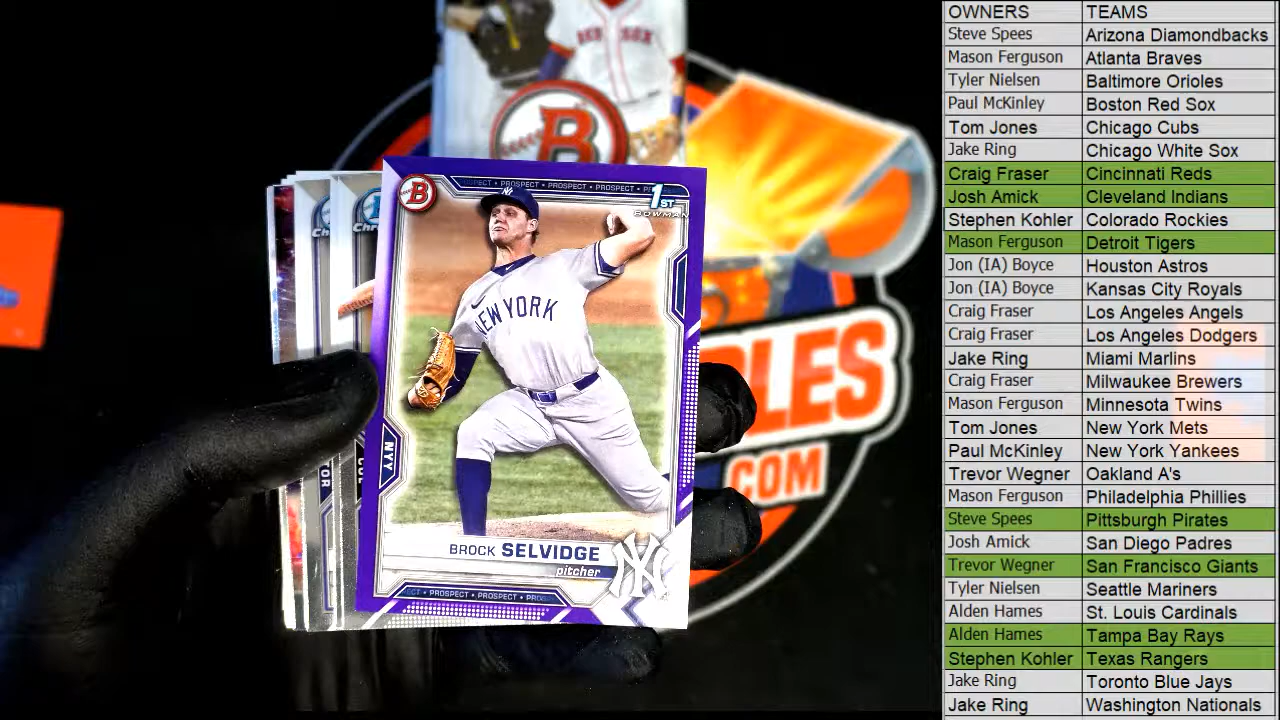 OWNERS TEAMS
Steve Spees Arizona Diamondbacks
Mason Ferguson Atlanta Braves
Tyler Nielsen Baltimore Orioles
Paul McKinley Boston Red Sox
Tom Jones Chicago Cubs
Jake Ring Chicago White Sox
Craig Fraser Cincinnati Reds
Josh Amick Cleveland Indians
Stephen Kohler Colorado Rockies
Mason Ferguson Detroit Tigers
Jon (IA) Boyce Houston Astros
Jon (IA) Boyce Kansas City Royals
Craig Fraser Los Angeles Angels
Craig Fraser Los Angeles Dodgers
Jake Ring Miami Marlins
Craig Fraser Milwaukee Brewers
Mason Ferguson Minnesota Twins
Tom Jones New York Mets
Paul McKinley New York Yankees
Trevor Wegner Oakland A's
Mason Ferguson Philadelphia Phillies
Steve Spees Pittsburgh Pirates
Josh Amick San Diego Padres
Trevor Wegner San Francisco Giants
Tyler Nielsen Seattle Mariners
Alden Hames St. Louis Cardinals
Alden Hames Tampa Bay Rays
Stephen Kohler Texas Rangers
Jake Ring Toronto Blue Jays
Jake Ring Washington Nationals
B
B
PECT • PROSPECT • PROSPECT • PROSPECT • P
1ST
BOWMAN
NEW YORK
NYY
BROCK SELVIDGE
pitcher
NY
ECT • PROSPECT • PROSPECT • PROS
LES
.COM